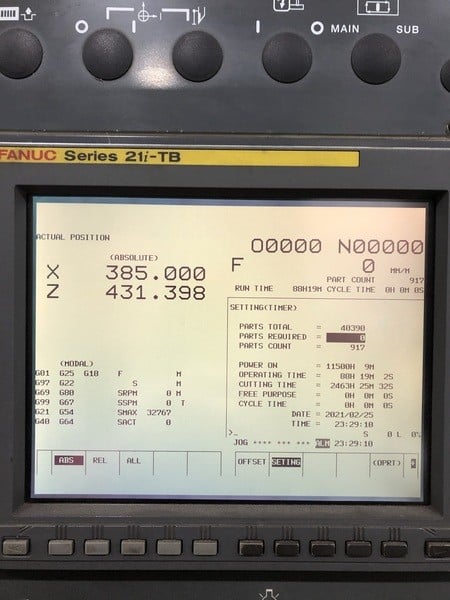 MAIN
SUB
FANUC Series 21i-TB
ACTUAL POSITION
(ABSOLUTE)
X 385.000
Z 431.398
O0000 N00000
F 0 MM/M
PART COUNT 917
RUN TIME 88H19M CYCLE TIME 0H 0M 0S
SETTING(TIMER)
PARTS TOTAL = 40390
PARTS REQUIRED = 0
PARTS COUNT = 917
POWER ON = 11500H 9M
OPERATING TIME = 88H 19M 2S
CUTTING TIME = 2463H 25M 32S
FREE PURPOSE = 0H 0M 0S
CYCLE TIME = 0H 0M 0S
DATE = 2021/02/25
TIME = 23:29:10
(MODAL)
G01 G25 G18 F M
G97 G22 S M
G69 G80 SRPM 0 M
G99 G67 SSPM 0 T
G21 G54 SMAX 32767
G40 G64 SACT 0
>_
S 0 L 0%
JOG **** *** *** ALM 23:29:10
ABS REL ALL
OFFSET SETING (OPRT)